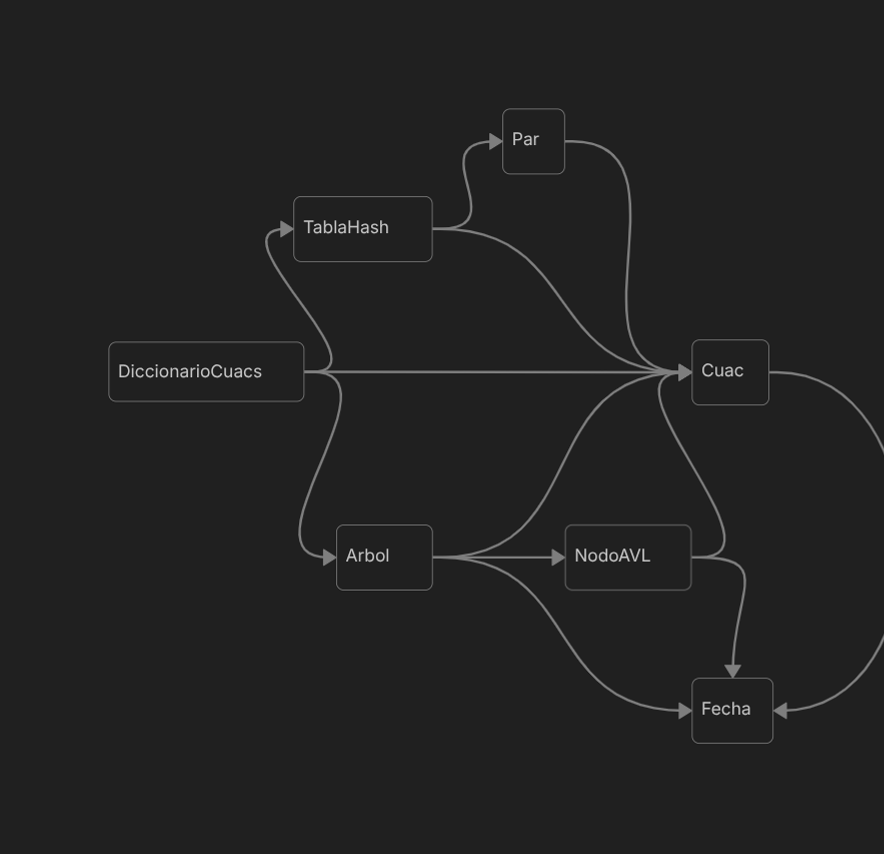 Par
TablaHash
DiccionarioCuacs
Cuac
Arbol
NodoAVL
Fecha